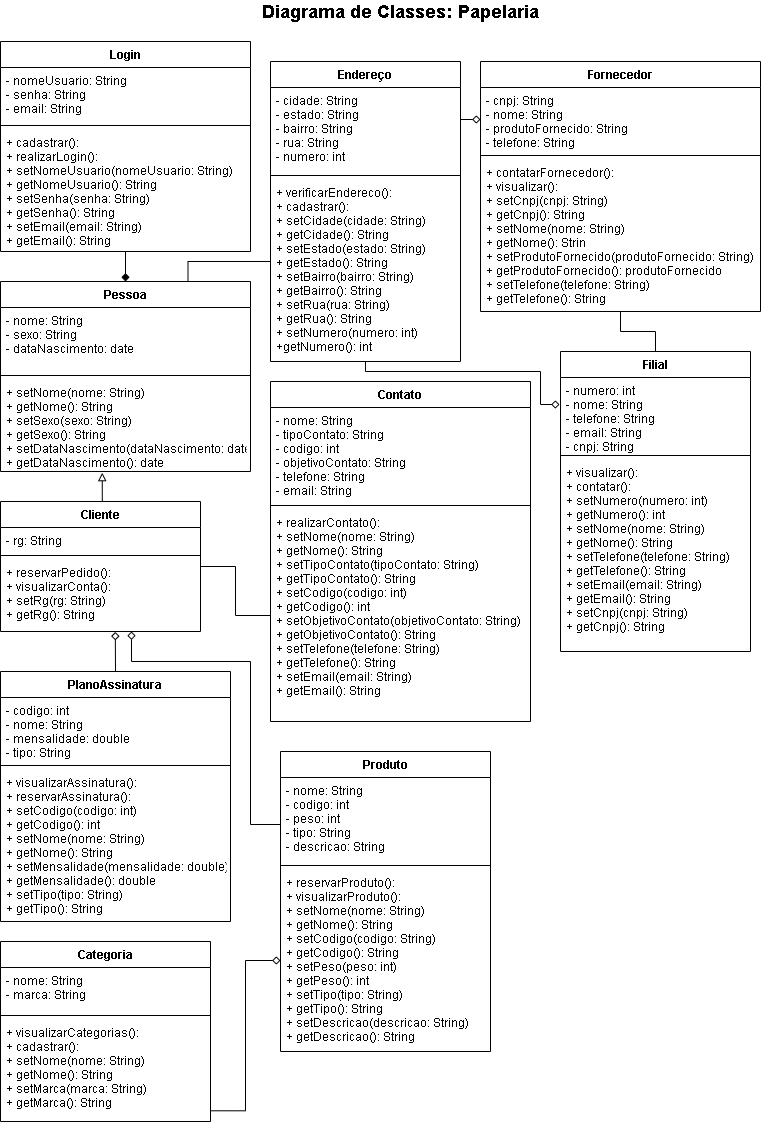 Diagrama de Classes: Papelaria
Login
- nomeUsuario: String
- senha: String
- email: String
+ cadastrar():
+ realizarLogin():
+ setNomeUsuario(nomeUsuario: String)
+ getNomeUsuario(): String
+ setSenha(senha: String)
+ getSenha(): String
+ setEmail(email: String)
+ getEmail(): String
Endereço
- cidade: String
- estado: String
- bairro: String
- rua: String
- numero: int
+ verificarEndereco():
+ cadastrar():
+ setCidade(cidade: String)
+ getCidade(): String
+ setEstado(estado: String)
+ getEstado(): String
+ setBairro(bairro: String)
+ getBairro(): String
+ setRua(rua: String)
+ getRua(): String
+ setNumero(numero: int)
+getNumero(): int
Fornecedor
- cnpj: String
- nome: String
- produtoFornecido: String
- telefone: String
+ contatarFornecedor():
+ visualizar():
+ setCnpj(cnpj: String)
+ getCnpj(): String
+ setNome(nome: String)
+ getNome(): Strin
+ setProdutoFornecido(produtoFornecido: String)
+ getProdutoFornecido(): produtoFornecido
+ setTelefone(telefone: String)
+ getTelefone(): String
Pessoa
- nome: String
- sexo: String
- dataNascimento: date
+ setNome(nome: String)
+ getNome(): String
+ setSexo(sexo: String)
+ getSexo(): String
+ setDataNascimento(dataNascimento: date
+ getDataNascimento(): date
Filial
- numero: int
- nome: String
- telefone: String
- email: String
- cnpj: String
+ visualizar():
+ contatar():
+ setNumero(numero: int)
+ getNumero(): int
+ setNome(nome: String)
+ getNome(): String
+ setTelefone(telefone: String)
+ getTelefone(): String
+ setEmail(email: String)
+ getEmail(): String
+ setCnpj(cnpj: String)
+ getCnpj(): String
Contato
- nome: String
- tipoContato: String
- codigo: int
- objetivoContato: String
- telefone: String
- email: String
+ realizarContato():
+ setNome(nome: String)
+ getNome(): String
+ setTipoContato(tipoContato: String)
+ getTipoContato(): String
+ setCodigo(codigo: int)
+ getCodigo(): int
+ setObjetivoContato(objetivoContato: String)
+ getObjetivoContato(): String
+ setTelefone(telefone: String)
+ getTelefone(): String
+ setEmail(email: String)
+ getEmail(): String
Cliente
- rg: String
+ reservarPedido():
+ visualizarConta():
+ setRg(rg: String)
+ getRg(): String
PlanoAssinatura
- codigo: int
- nome: String
- mensalidade: double
- tipo: String
+ visualizarAssinatura():
+ reservarAssinatura():
+ setCodigo(codigo: int)
+ getCodigo(): int
+ setNome(nome: String)
+ getNome(): String
+ setMensalidade(mensalidade: double)
+ getMensalidade(): double
+ setTipo(tipo: String)
+ getTipo(): String
Produto
- nome: String
- codigo: int
- peso: int
- tipo: String
- descricao: String
+ reservarProduto():
+ visualizarProduto():
+ setNome(nome: String)
+ getNome(): String
+ setCodigo(codigo: String)
+ getCodigo(): String
+ setPeso(peso: int)
+ getPeso(): int
+ setTipo(tipo: String)
+ getTipo(): String
+ setDescricao(descricao: String)
+ getDescricao(): String
Categoria
- nome: String
- marca: String
+ visualizarCategorias():
+ cadastrar():
+ setNome(nome: String)
+ getNome(): String
+ setMarca(marca: String)
+ getMarca(): String